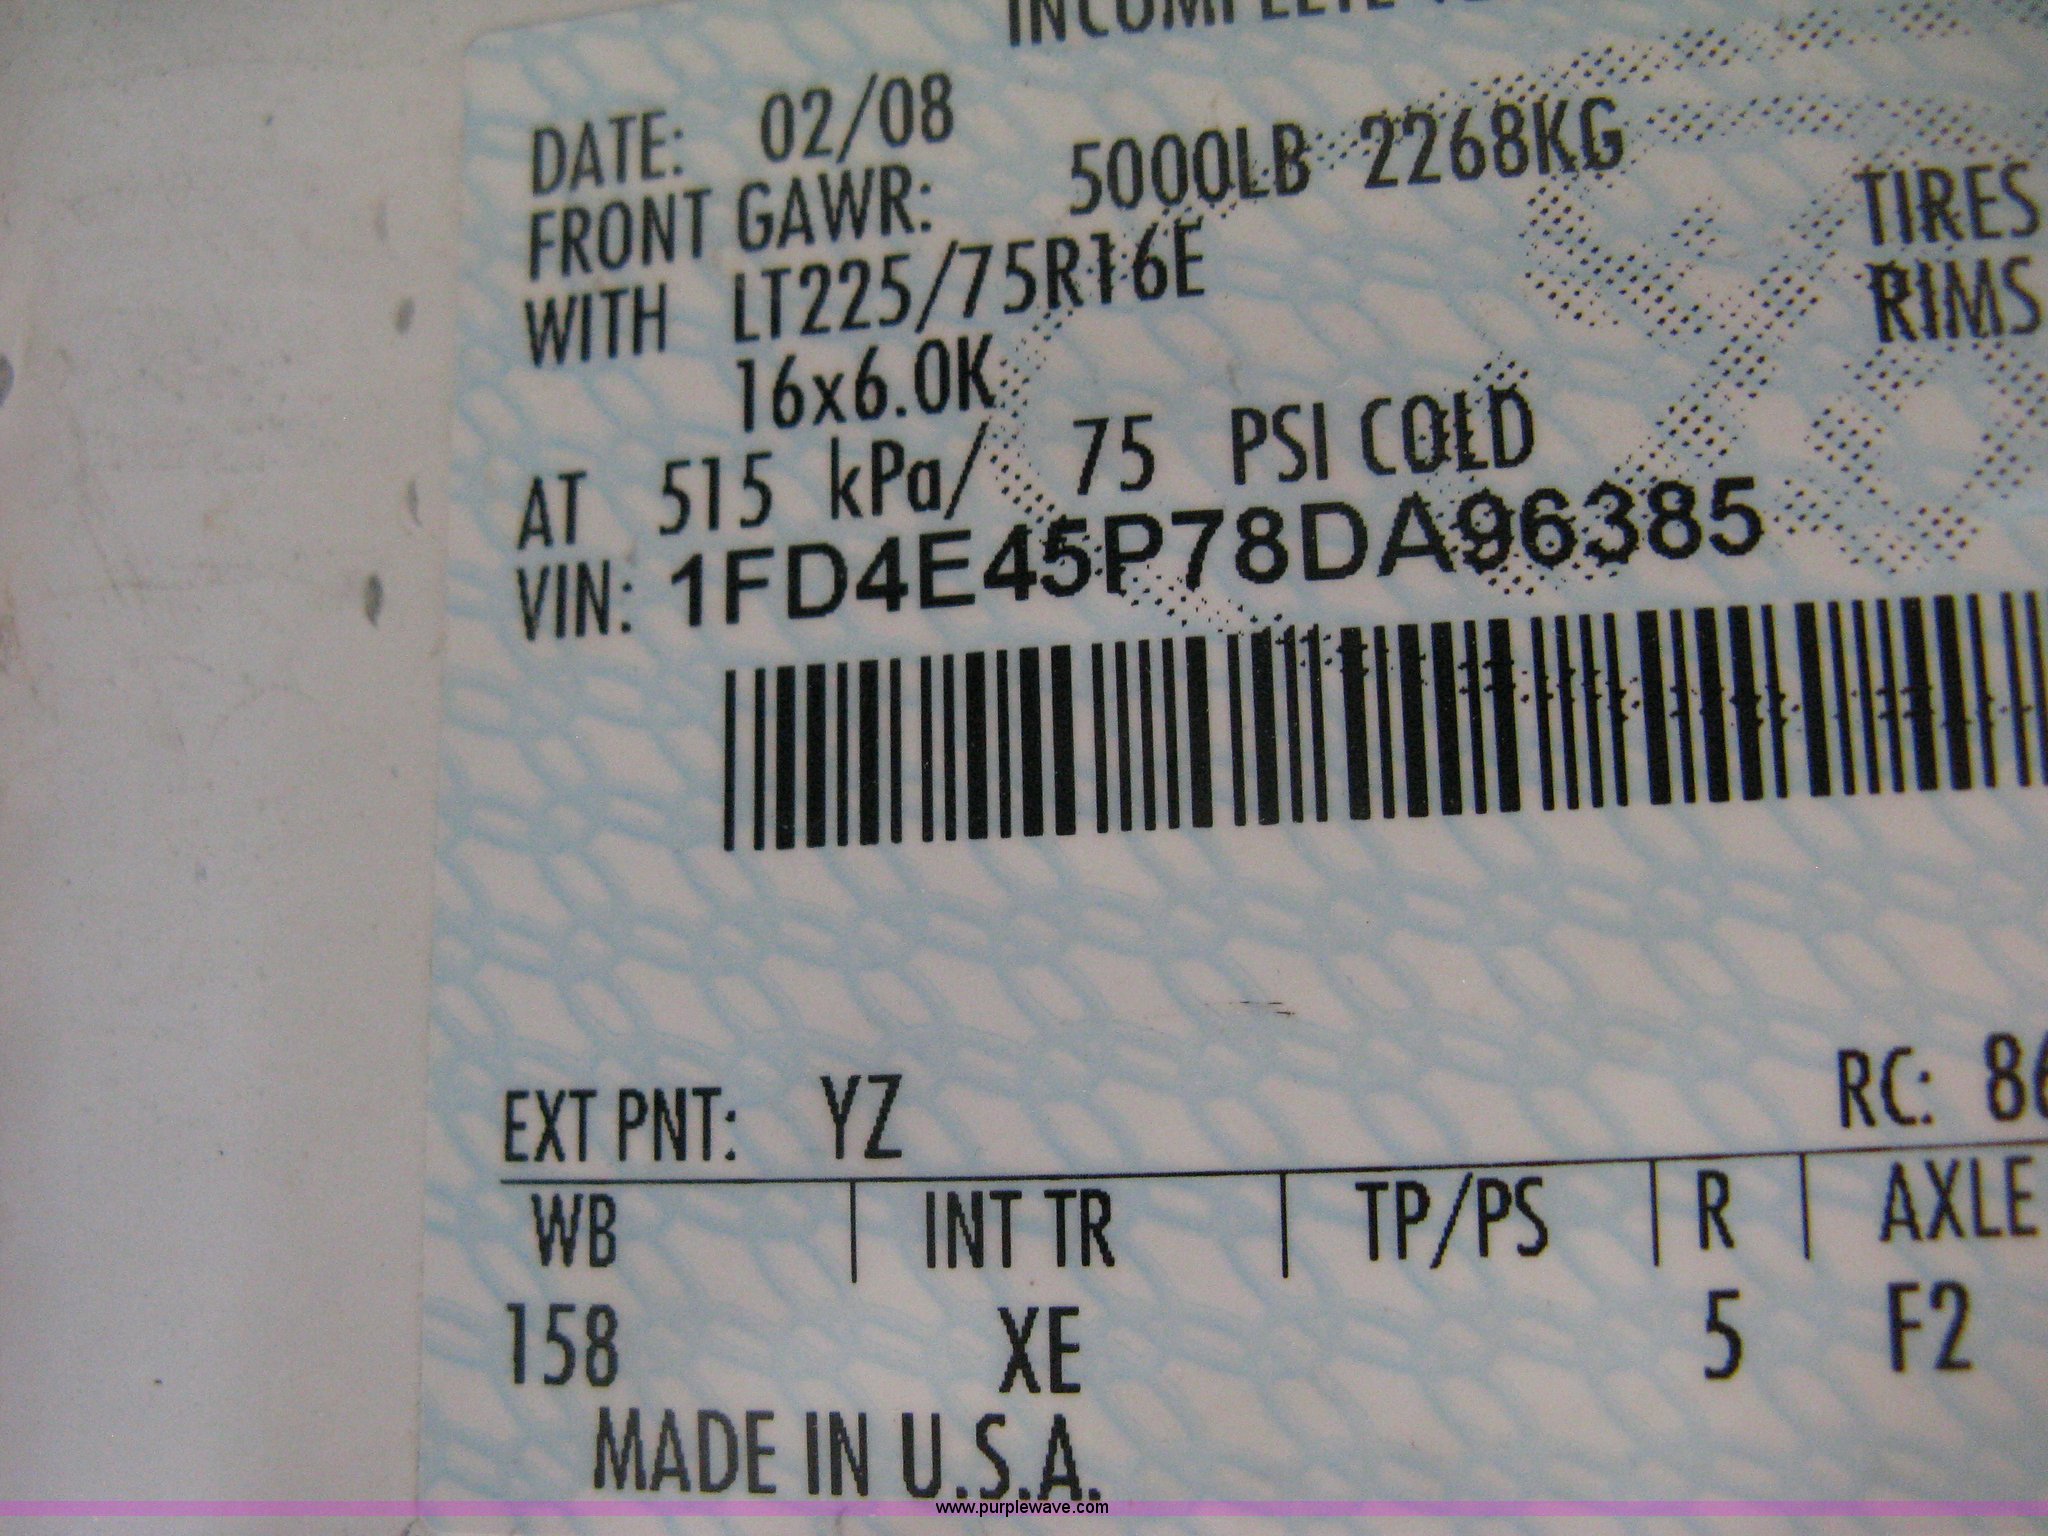 INCOMPLETE
DATE: 02/08
FRONT GAWR: 5000LB 2268KG
WITH LT225/75R16E TIRES
16x6.0K RIMS
AT 515 kPa/ 75 PSI COLD
VIN: 1FD4E45P78DA96385
EXT PNT: YZ RC: 86
WB INT TR TP/PS R AXLE
158 XE 5 F2
MADE IN U.S.A.
www.purplewave.com